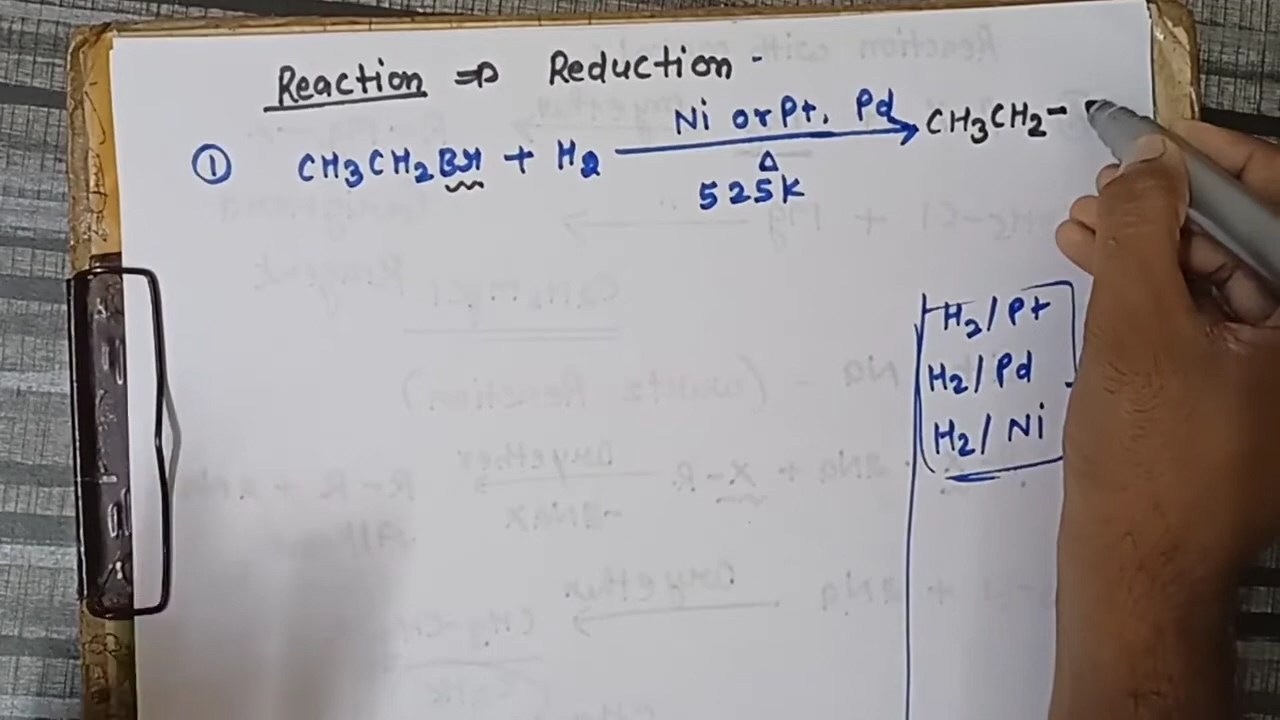 Reaction ⇒ Reduction -
Ni or Pt, Pd
① CH3CH2Br + H2 ⟶ CH3CH2-
Δ
525K
H2/Pt
H2/Pd
H2/Ni